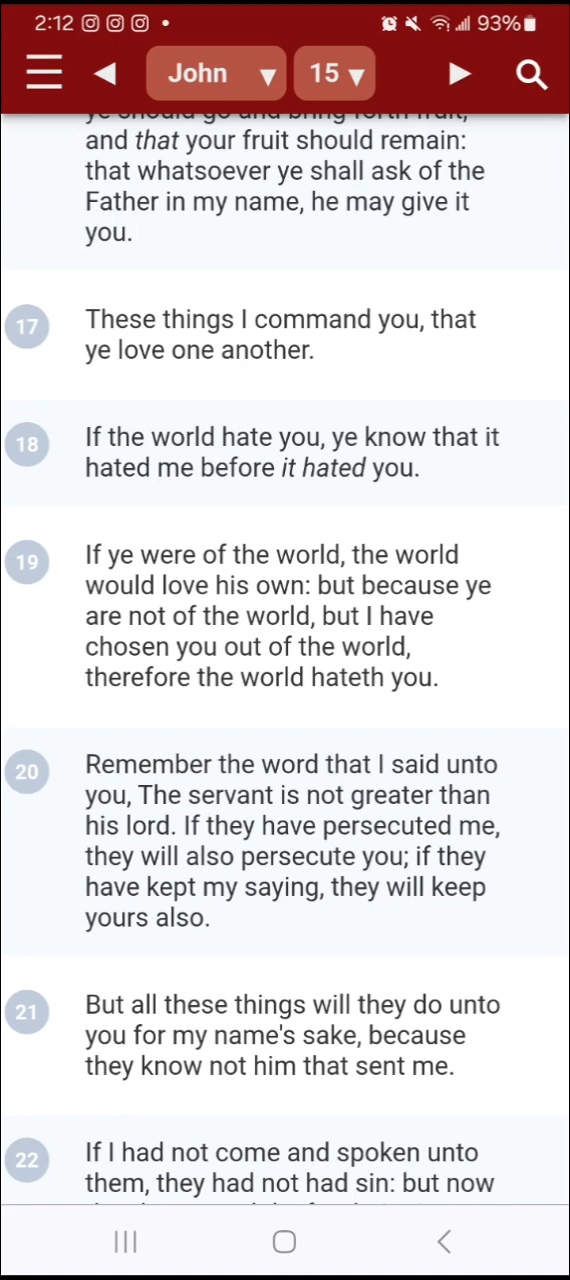 2:12
93%
John
15
ye should go and bring forth fruit,
and that your fruit should remain:
that whatsoever ye shall ask of the
Father in my name, he may give it
you.
17
These things I command you, that
ye love one another.
18
If the world hate you, ye know that it
hated me before it hated you.
19
If ye were of the world, the world
would love his own: but because ye
are not of the world, but I have
chosen you out of the world,
therefore the world hateth you.
20
Remember the word that I said unto
you, The servant is not greater than
his lord. If they have persecuted me,
they will also persecute you; if they
have kept my saying, they will keep
yours also.
21
But all these things will they do unto
you for my name's sake, because
they know not him that sent me.
22
If I had not come and spoken unto
them, they had not had sin: but now